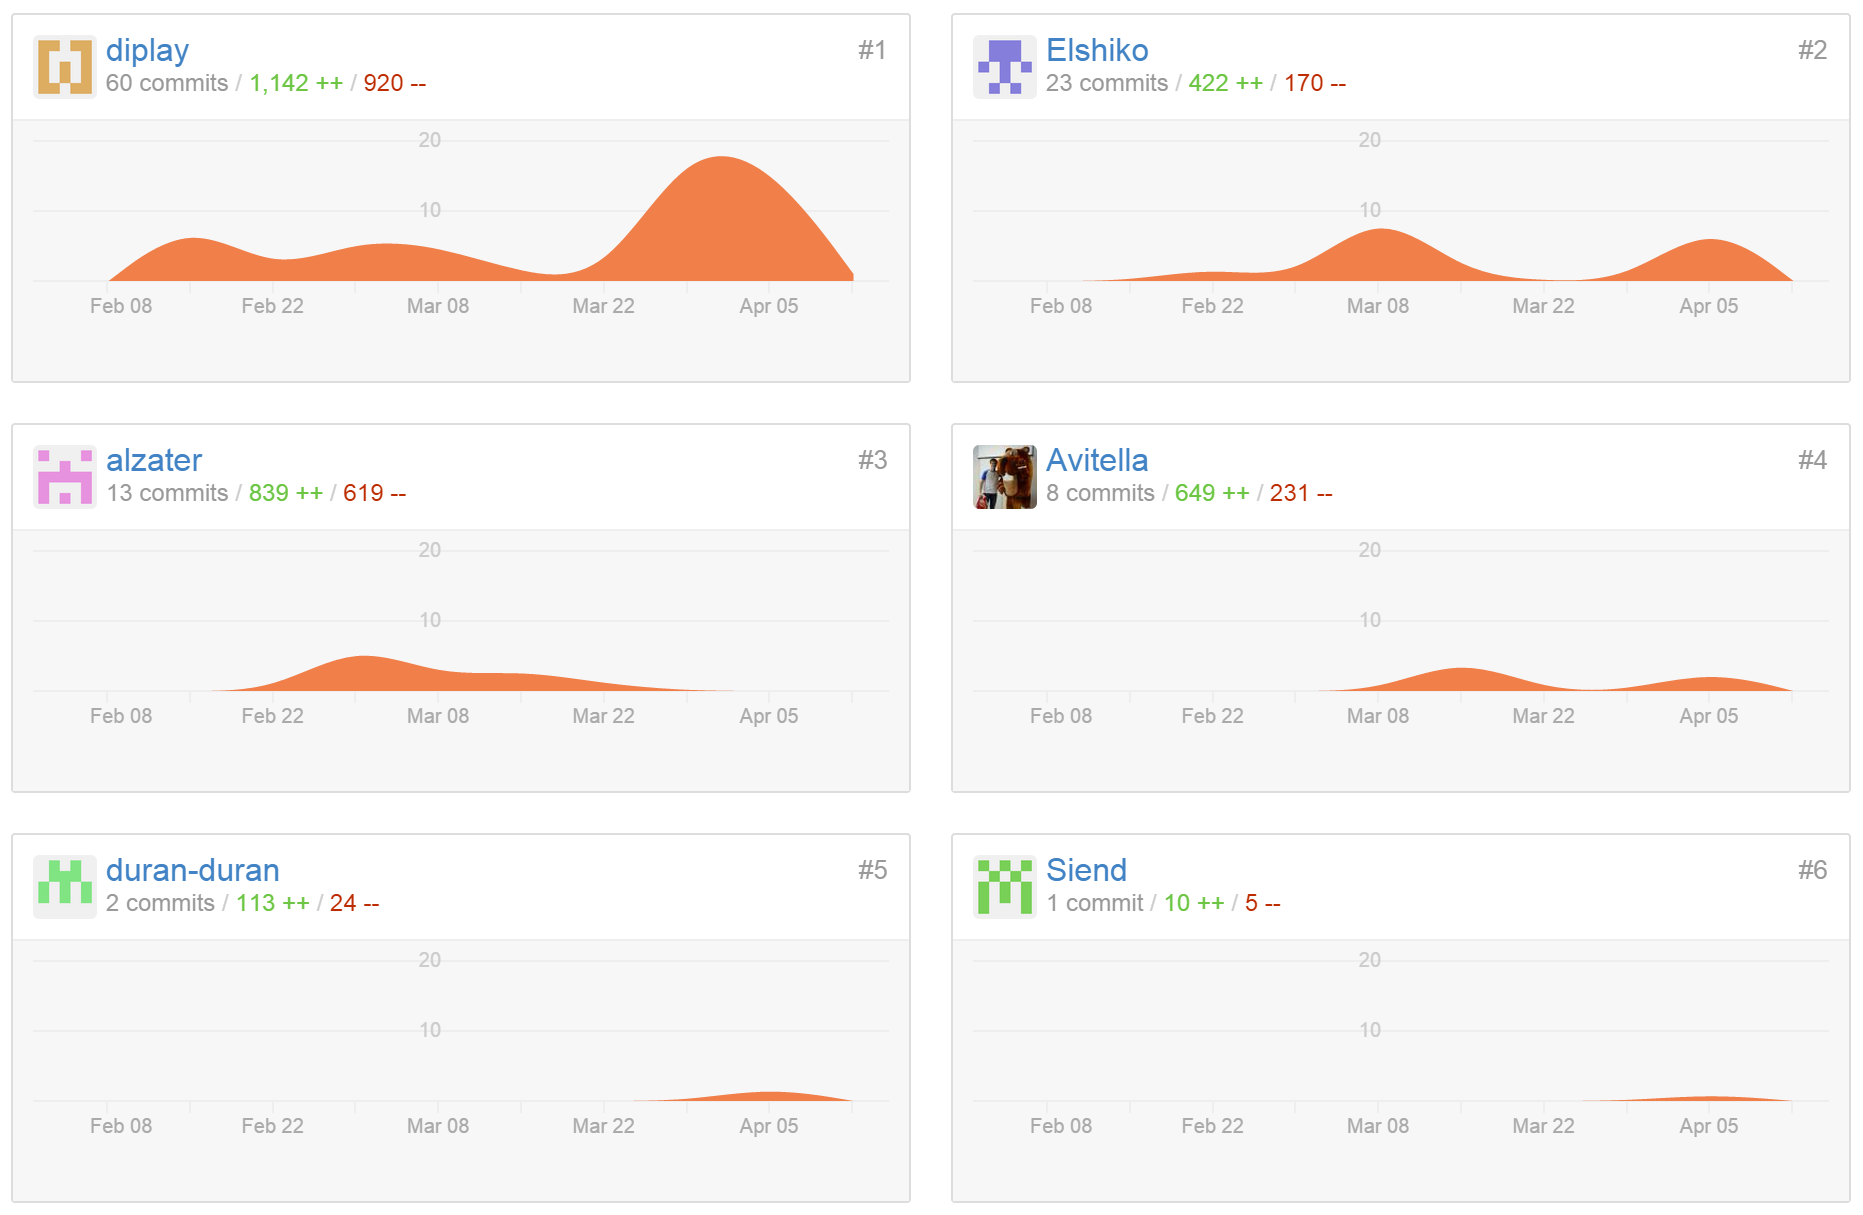 diplay #1
60 commits / 1,142 ++ / 920 --
20
10
Feb 08 Feb 22 Mar 08 Mar 22 Apr 05
Elshiko #2
23 commits / 422 ++ / 170 --
20
10
Feb 08 Feb 22 Mar 08 Mar 22 Apr 05
alzater #3
13 commits / 839 ++ / 619 --
20
10
Feb 08 Feb 22 Mar 08 Mar 22 Apr 05
Avitella #4
8 commits / 649 ++ / 231 --
20
10
Feb 08 Feb 22 Mar 08 Mar 22 Apr 05
duran-duran #5
2 commits / 113 ++ / 24 --
20
10
Feb 08 Feb 22 Mar 08 Mar 22 Apr 05
Siend #6
1 commit / 10 ++ / 5 --
20
10
Feb 08 Feb 22 Mar 08 Mar 22 Apr 05